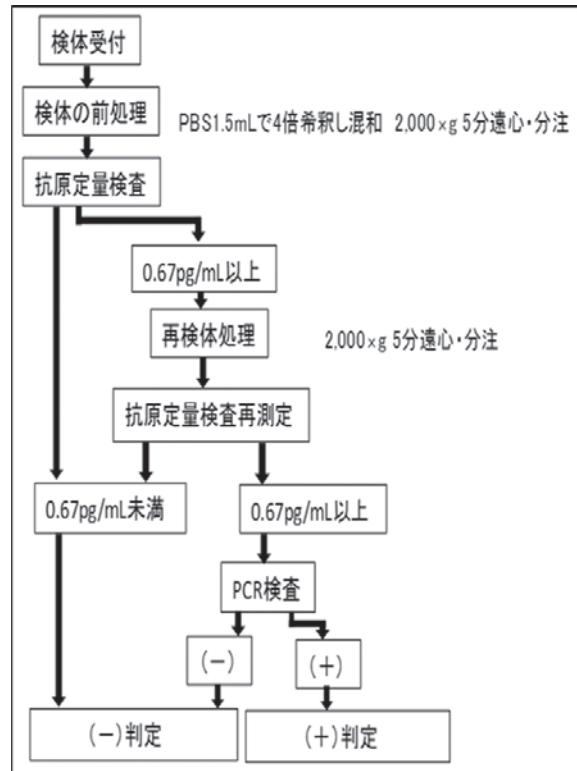 検体受付
検体の前処理
PBS1.5mLで4倍希釈し混和 2,000×g 5分遠心・分注
抗原定量検査
0.67pg/mL以上
再検体処理
2,000×g 5分遠心・分注
抗原定量検査再測定
0.67pg/mL未満
0.67pg/mL以上
PCR検査
(－)
(＋)
(－)判定
(＋)判定